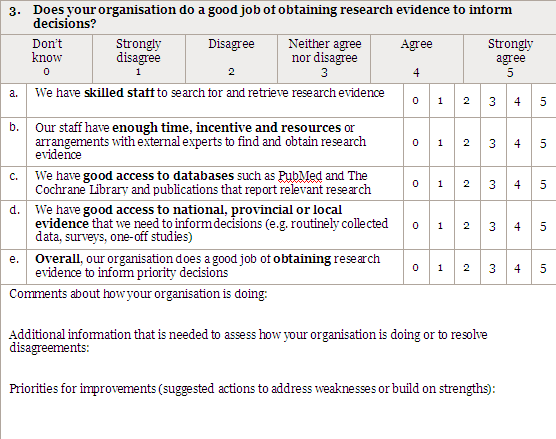 3. Does your organisation do a good job of obtaining research evidence to inform
decisions?
Don't Strongly Disagree Neither agree Agree Strongly
know disagree nor disagree agree
0 1 2 3 4 5
a. We have skilled staff to search for and retrieve research evidence 0 1 2 3 4 5
b. Our staff have enough time, incentive and resources or
arrangements with external experts to find and obtain research 0 1 2 3 4 5
evidence
c. We have good access to databases such as PubMed and The
Cochrane Library and publications that report relevant research 0 1 2 3 4 5
d. We have good access to national, provincial or local
evidence that we need to inform decisions (e.g. routinely collected 0 1 2 3 4 5
data, surveys, one-off studies)
e. Overall, our organisation does a good job of obtaining research
evidence to inform priority decisions 0 1 2 3 4 5
Comments about how your organisation is doing:
Additional information that is needed to assess how your organisation is doing or to resolve
disagreements:
Priorities for improvements (suggested actions to address weaknesses or build on strengths):